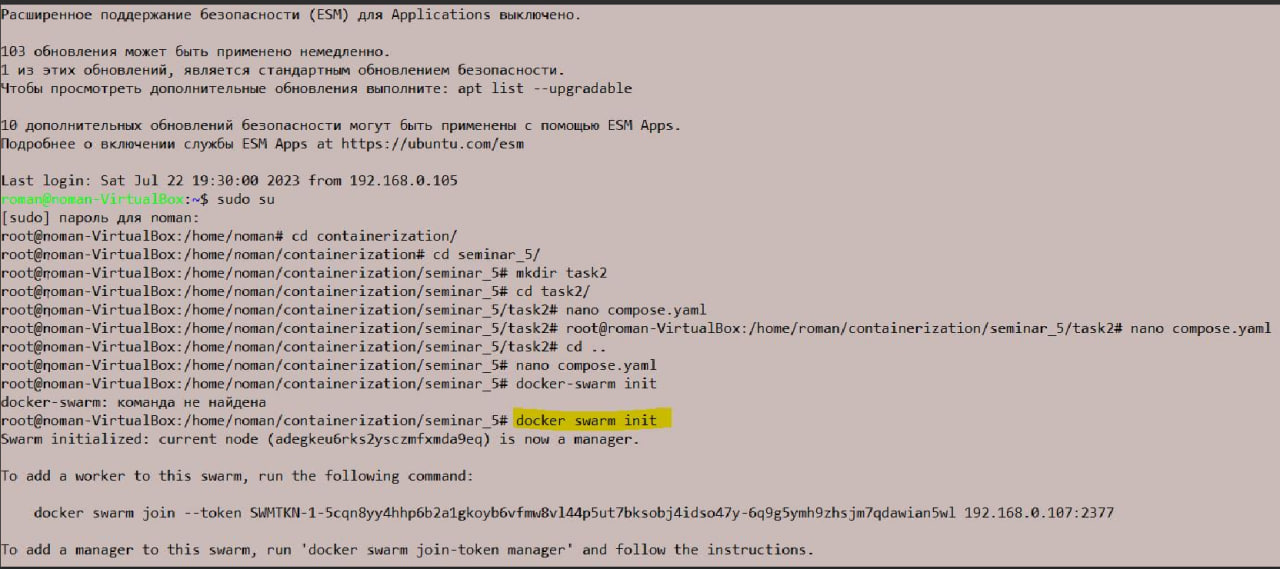 Расширенное поддержание безопасности (ESM) для Applications выключено.
103 обновления может быть применено немедленно.
1 из этих обновлений, является стандартным обновлением безопасности.
Чтобы просмотреть дополнительные обновления выполните: apt list --upgradable
10 дополнительных обновлений безопасности могут быть применены с помощью ESM Apps.
Подробнее о включении службы ESM Apps at https://ubuntu.com/esm
Last login: Sat Jul 22 19:30:00 2023 from 192.168.0.105
roman@noman-VirtualBox:~$ sudo su
[sudo] пароль для noman:
root@noman-VirtualBox:/home/noman# cd containerization/
root@noman-VirtualBox:/home/noman/containerization# cd seminar_5/
root@noman-VirtualBox:/home/noman/containerization/seminar_5# mkdir task2
root@noman-VirtualBox:/home/noman/containerization/seminar_5# cd task2/
root@noman-VirtualBox:/home/noman/containerization/seminar_5/task2# nano compose.yaml
root@noman-VirtualBox:/home/noman/containerization/seminar_5/task2# root@roman-VirtualBox:/home/roman/containerization/seminar_5/task2# nano compose.yaml
root@noman-VirtualBox:/home/noman/containerization/seminar_5/task2# cd ..
root@noman-VirtualBox:/home/noman/containerization/seminar_5# nano compose.yaml
root@noman-VirtualBox:/home/noman/containerization/seminar_5# docker-swarm init
docker-swarm: команда не найдена
root@noman-VirtualBox:/home/noman/containerization/seminar_5# docker swarm init
Swarm initialized: current node (adegkeu6rks2ysczmfxmda9eq) is now a manager.
To add a worker to this swarm, run the following command:
docker swarm join --token SWMTKN-1-5cqn8yy4hhp6b2a1gkoyb6vfmw8vl44p5ut7bksobj4idso47y-6q9g5ymh9zhsjm7qdawian5wl 192.168.0.107:2377
To add a manager to this swarm, run 'docker swarm join-token manager' and follow the instructions.